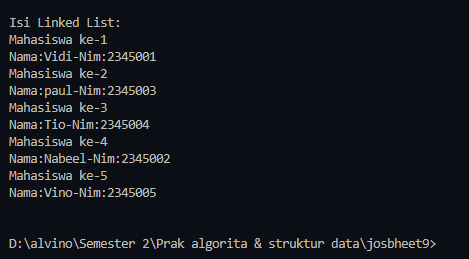 Isi Linked List:
Mahasiswa ke-1
Nama:Vidi-Nim:2345001
Mahasiswa ke-2
Nama:paul-Nim:2345003
Mahasiswa ke-3
Nama:Tio-Nim:2345004
Mahasiswa ke-4
Nama:Nabeel-Nim:2345002
Mahasiswa ke-5
Nama:Vino-Nim:2345005
D:\alvino\Semester 2\Prak algorita & struktur data\josbheet9>